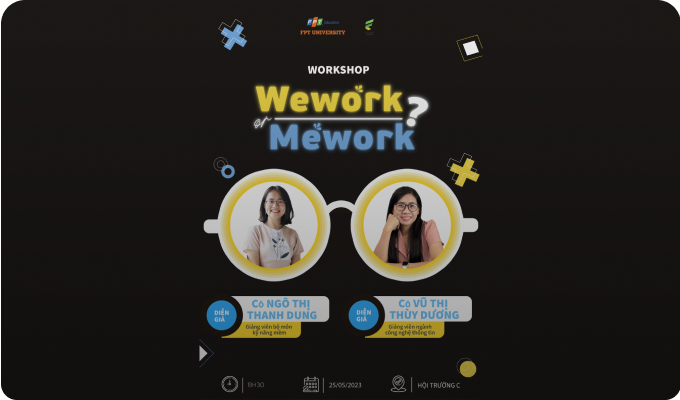 FPT Education
FPT UNIVERSITY
WORKSHOP
Wework
or
?
Mework
DIỄN
GIẢ
Cô NGÔ THỊ
THANH DUNG
Giảng viên bộ môn
kỹ năng mềm
DIỄN
GIẢ
Cô VŨ THỊ
THÙY DƯƠNG
Giảng viên ngành
công nghệ thông tin
8H30
25/05/2023
HỘI TRƯỜNG C